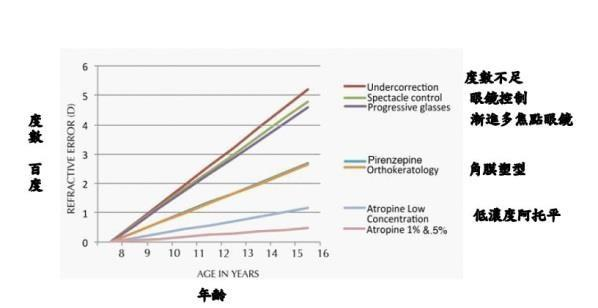 6
5
4
3
2
1
0
8
9
10
11
12
13
14
15
16
REFRACTIVE ERROR (D)
AGE IN YEARS
度數 百度
年齡
Undercorrection
度數不足
Spectacle control
眼鏡控制
Progressive glasses
漸進多焦點眼鏡
Pirenzepine
Orthokeratology
角膜塑型
Atropine Low
Concentration
低濃度阿托平
Atropine 1% &.5%